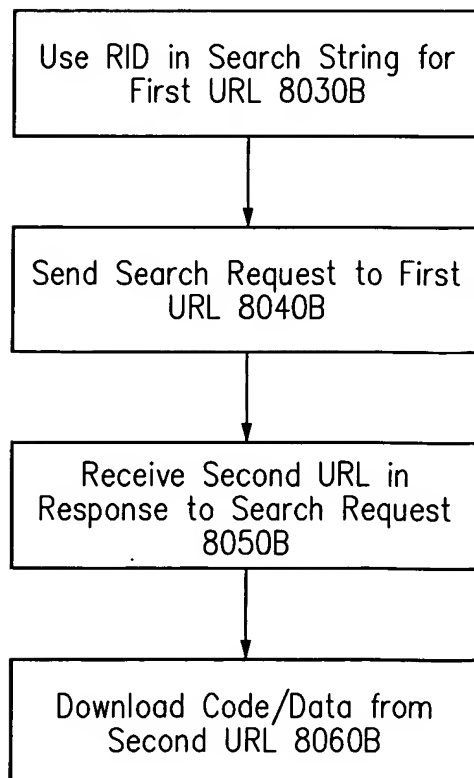 Use RID in Search String for
First URL 8030B
Send Search Request to First
URL 8040B
Receive Second URL in
Response to Search Request
8050B
Download Code/Data from
Second URL 8060B